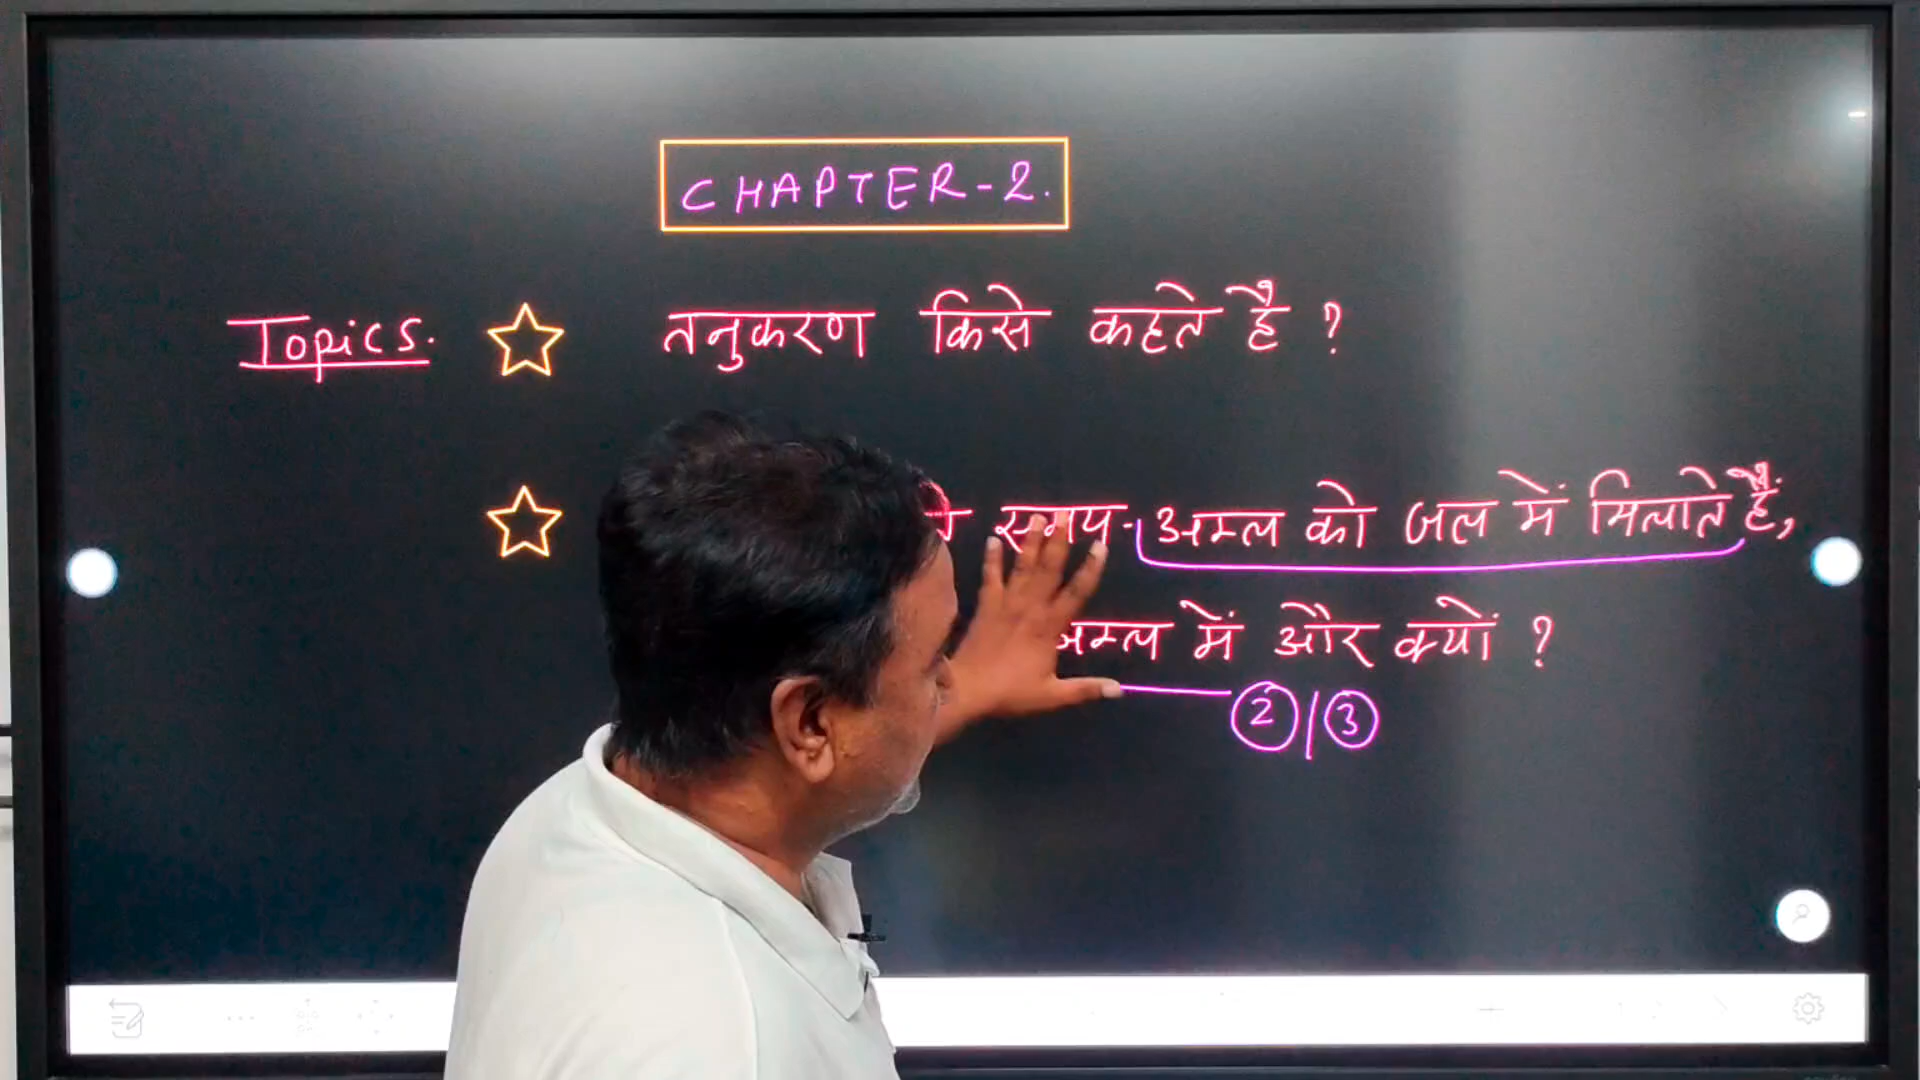 CHAPTER-2.
Topics. तनुकरण किसे कहते है ?
समय- अम्ल को जल में मिलाते हैं,
अम्ल में और क्यों ?
2 / 3